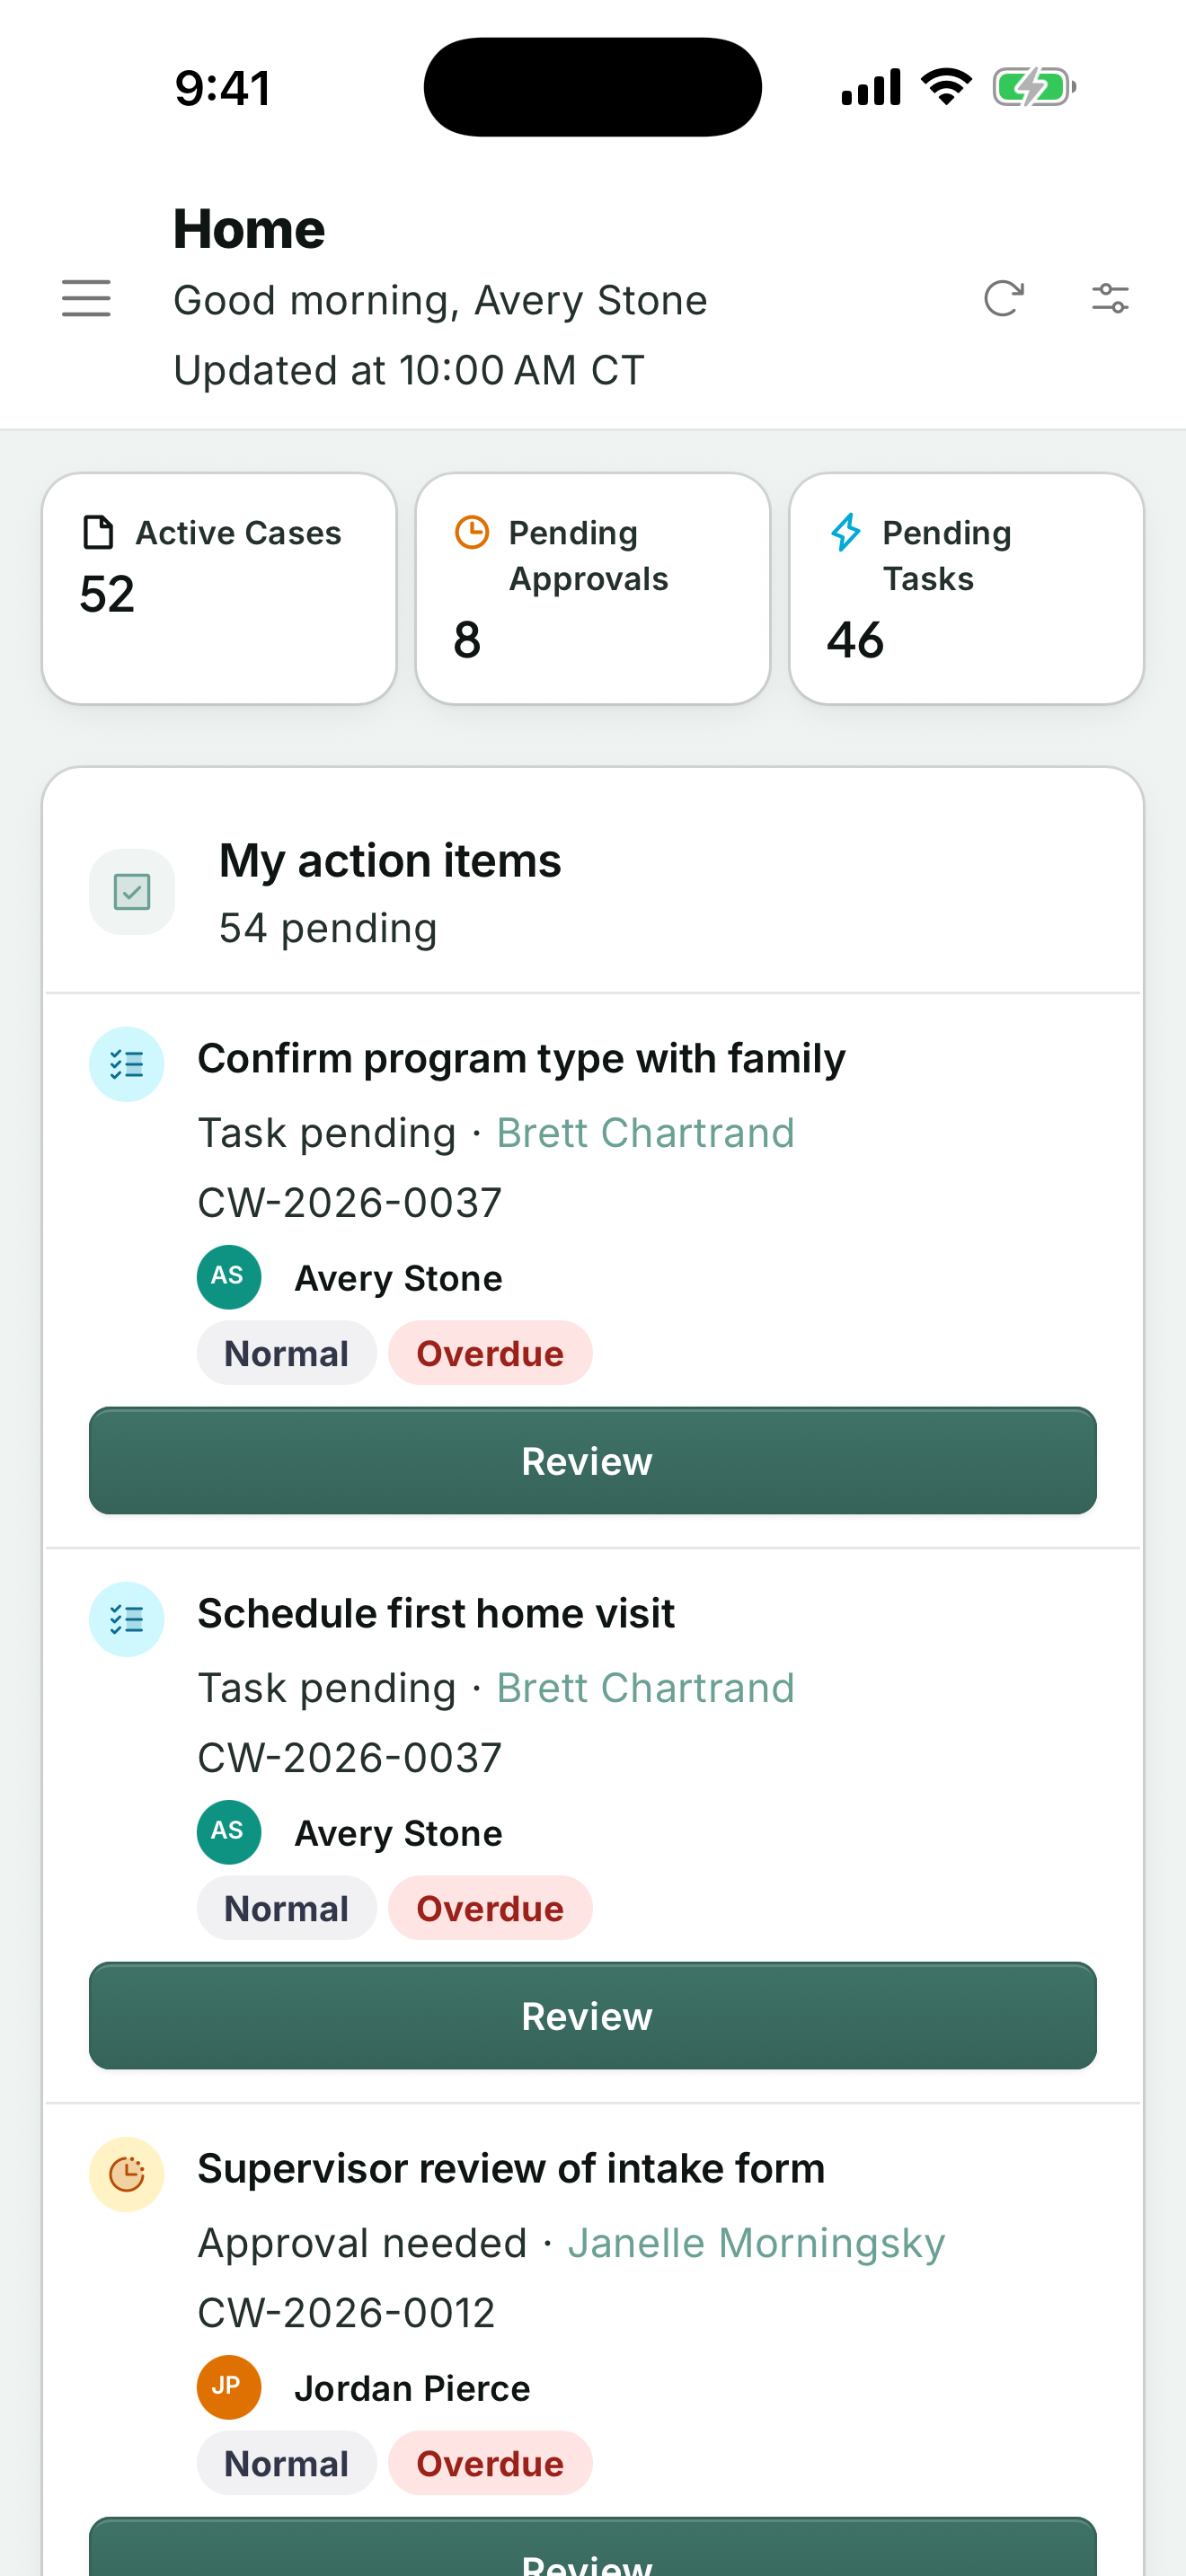 9:41
Home
Good morning, Avery Stone
Updated at 10:00 AM CT
Active Cases
52
Pending
Approvals
8
Pending
Tasks
46
My action items
54 pending
Confirm program type with family
Task pending · Brett Chartrand
CW-2026-0037
AS Avery Stone
Normal Overdue
Review
Schedule first home visit
Task pending · Brett Chartrand
CW-2026-0037
AS Avery Stone
Normal Overdue
Review
Supervisor review of intake form
Approval needed · Janelle Morningsky
CW-2026-0012
JP Jordan Pierce
Normal Overdue
Review